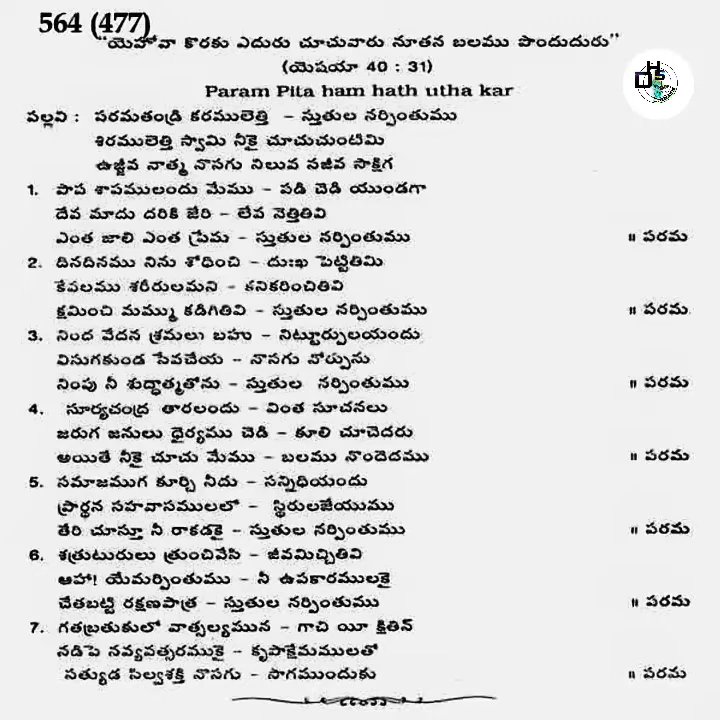 564 (477)
"యెహోవా కొరకు ఎదురు చూచువారు నూతన బలము పొందుదురు"
(యెషయా 40 : 31)
Param Pita ham hath utha kar
పల్లవి : పరమతండ్రి కరములెత్తి – స్తుతుల నర్పింతుము
శిరములెత్తి స్వామి నీకై చూచుచుంటిమి
ఉజ్జీవ నాత్మ నొసగు నిలువ సజీవ సాక్షిగ
1. పాప శాపములందు మేము – పడి చెడి యుండగా
దేవ మాదు దరికి జేరి – లేవ నెత్తితివి
ఎంత జాలి ఎంత ప్రేమ – స్తుతుల నర్పింతుము ॥ పరమ
2. దినదినము నిను శోధించి – దుఃఖ పెట్టితిమి
కేవలము శరీరులమని – కనికరించితివి
క్షమించి మమ్ము కడిగితివి – స్తుతుల నర్పింతుము ॥ పరమ
3. నింద వేదన శ్రమలు బహు – నిట్టూర్పులయందు
విసుగకుండ సేవచేయ – నొసగు నోర్పును
నింపు నీ శుద్ధాత్మతోను – స్తుతుల నర్పింతుము ॥ పరమ
4. సూర్యచంద్ర తారలందు – వింత సూచనలు
జరుగ జనులు ధైర్యము చెడి – కూలి చూచెదరు
అయితే నీకై చూచు మేము – బలము నొందెదము ॥ పరమ
5. సమాజముగ కూర్చి నీదు – సన్నిధియందు
ప్రార్థన సహవాసములలో – స్థిరులజేయుము
తేరి చూస్తూ నీ రాకడకై – స్తుతుల నర్పింతుము ॥ పరమ
6. శత్రుటురులు త్రుంచివేసి – జీవమిచ్చితివి
ఆహా! యేమర్పింతుము – నీ ఉపకారములకై
చేతబట్టి రక్షణపాత్ర – స్తుతుల నర్పింతుము ॥ పరమ
7. గతబ్రతుకులో వాత్సల్యమున – గాచి యీ క్షితిన్
నడిపె నవ్యవత్సరముకై – కృపాక్షేమములతో
సత్యుడ సిల్వశక్తి నొసగు – సాగముందుకు ॥ పరమ